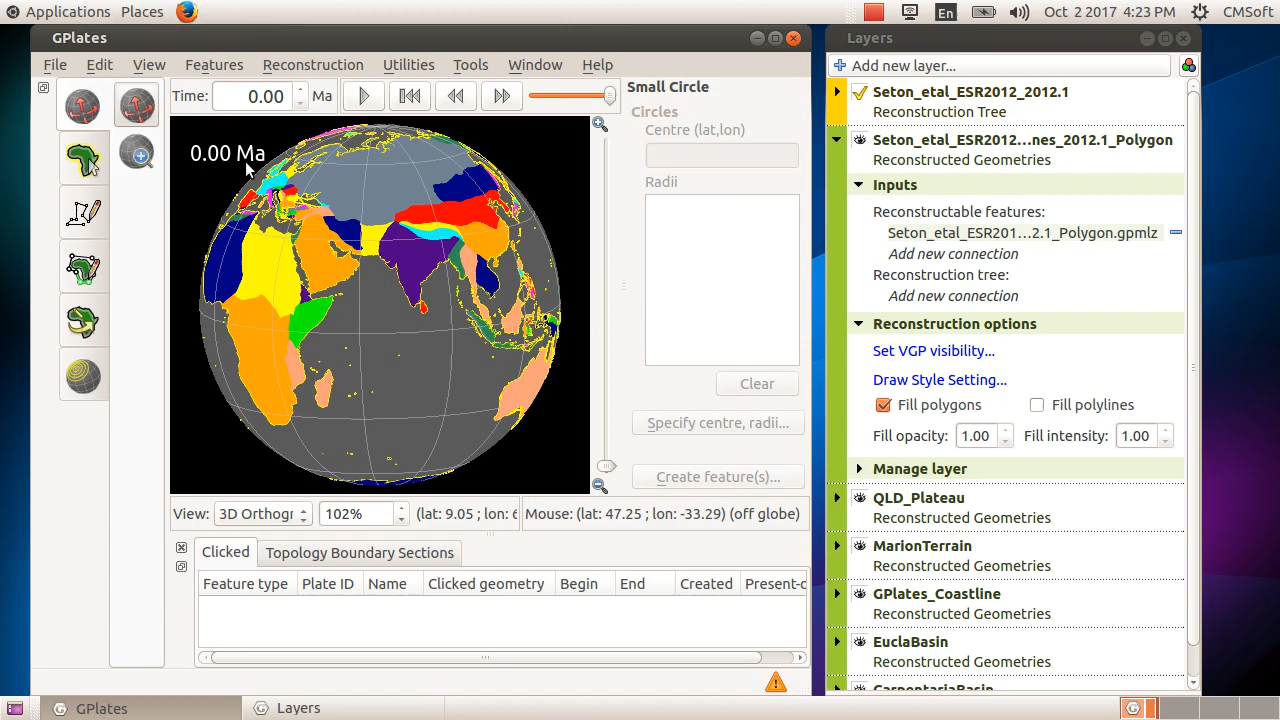 Applications Places En Oct 2 2017 4:23 PM CMSoft
GPlates
File Edit View Features Reconstruction Utilities Tools Window Help
Time: 0.00 Ma
0.00 Ma
Small Circle
Circles
Centre (lat,lon)
Radii
Clear
Specify centre, radii...
Create feature(s)...
View: 3D Orthogr 102% (lat: 9.05 ; lon: 6 Mouse: (lat: 47.25 ; lon: -33.29) (off globe)
Clicked Topology Boundary Sections
Feature type Plate ID Name Clicked geometry Begin End Created Present-c
Layers
Add new layer...
Seton_etal_ESR2012_2012.1
Reconstruction Tree
Seton_etal_ESR2012...nes_2012.1_Polygon
Reconstructed Geometries
Inputs
Reconstructable features:
Seton_etal_ESR201...2.1_Polygon.gpmlz
Add new connection
Reconstruction tree:
Add new connection
Reconstruction options
Set VGP visibility...
Draw Style Setting...
Fill polygons Fill polylines
Fill opacity: 1.00 Fill intensity: 1.00
Manage layer
QLD_Plateau
Reconstructed Geometries
MarionTerrain
Reconstructed Geometries
GPlates_Coastline
Reconstructed Geometries
EuclaBasin
Reconstructed Geometries
CarpentariaBasin
GPlates Layers